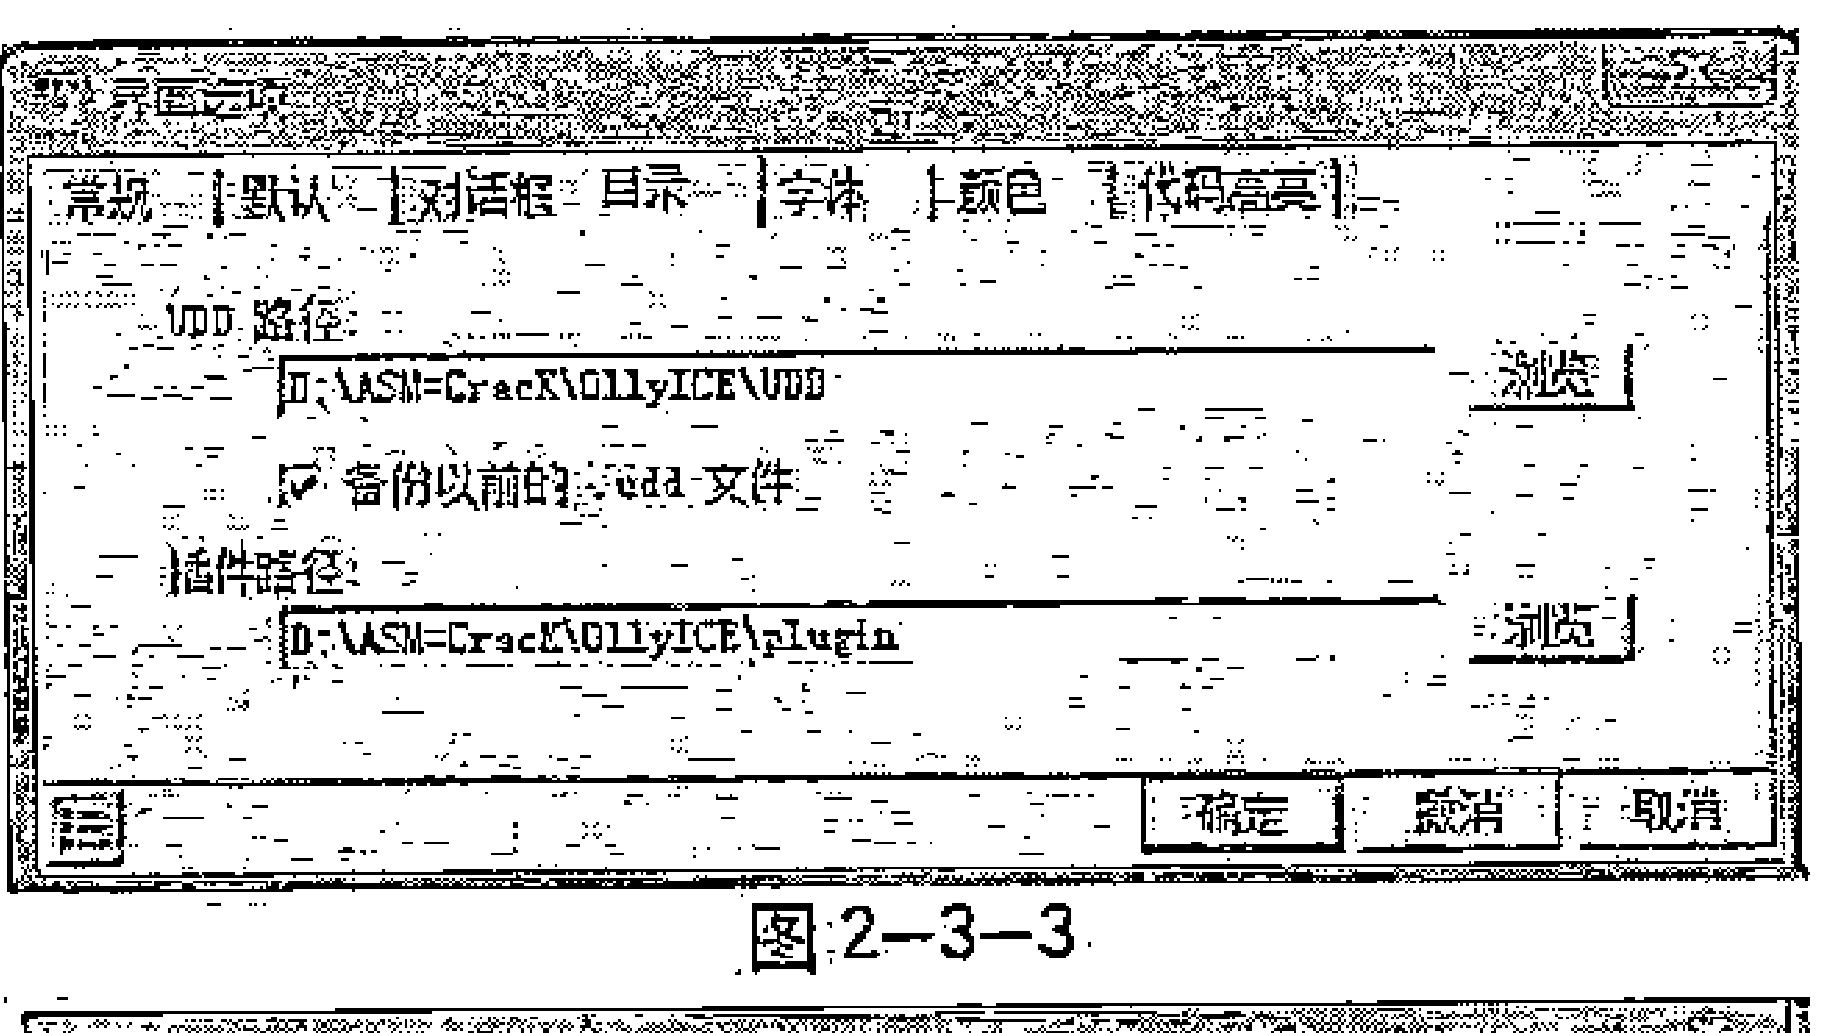 界面选项
常规 默认 对话框 目录 字体 颜色 代码高亮
UDD 路径:
D:\ASM=CracK\OllyICE\UDD
浏览
备份以前的 .udd 文件
插件路径:
D:\ASM=CracK\OllyICE\plugin
浏览
确定 撤消 取消
图 2-3-3